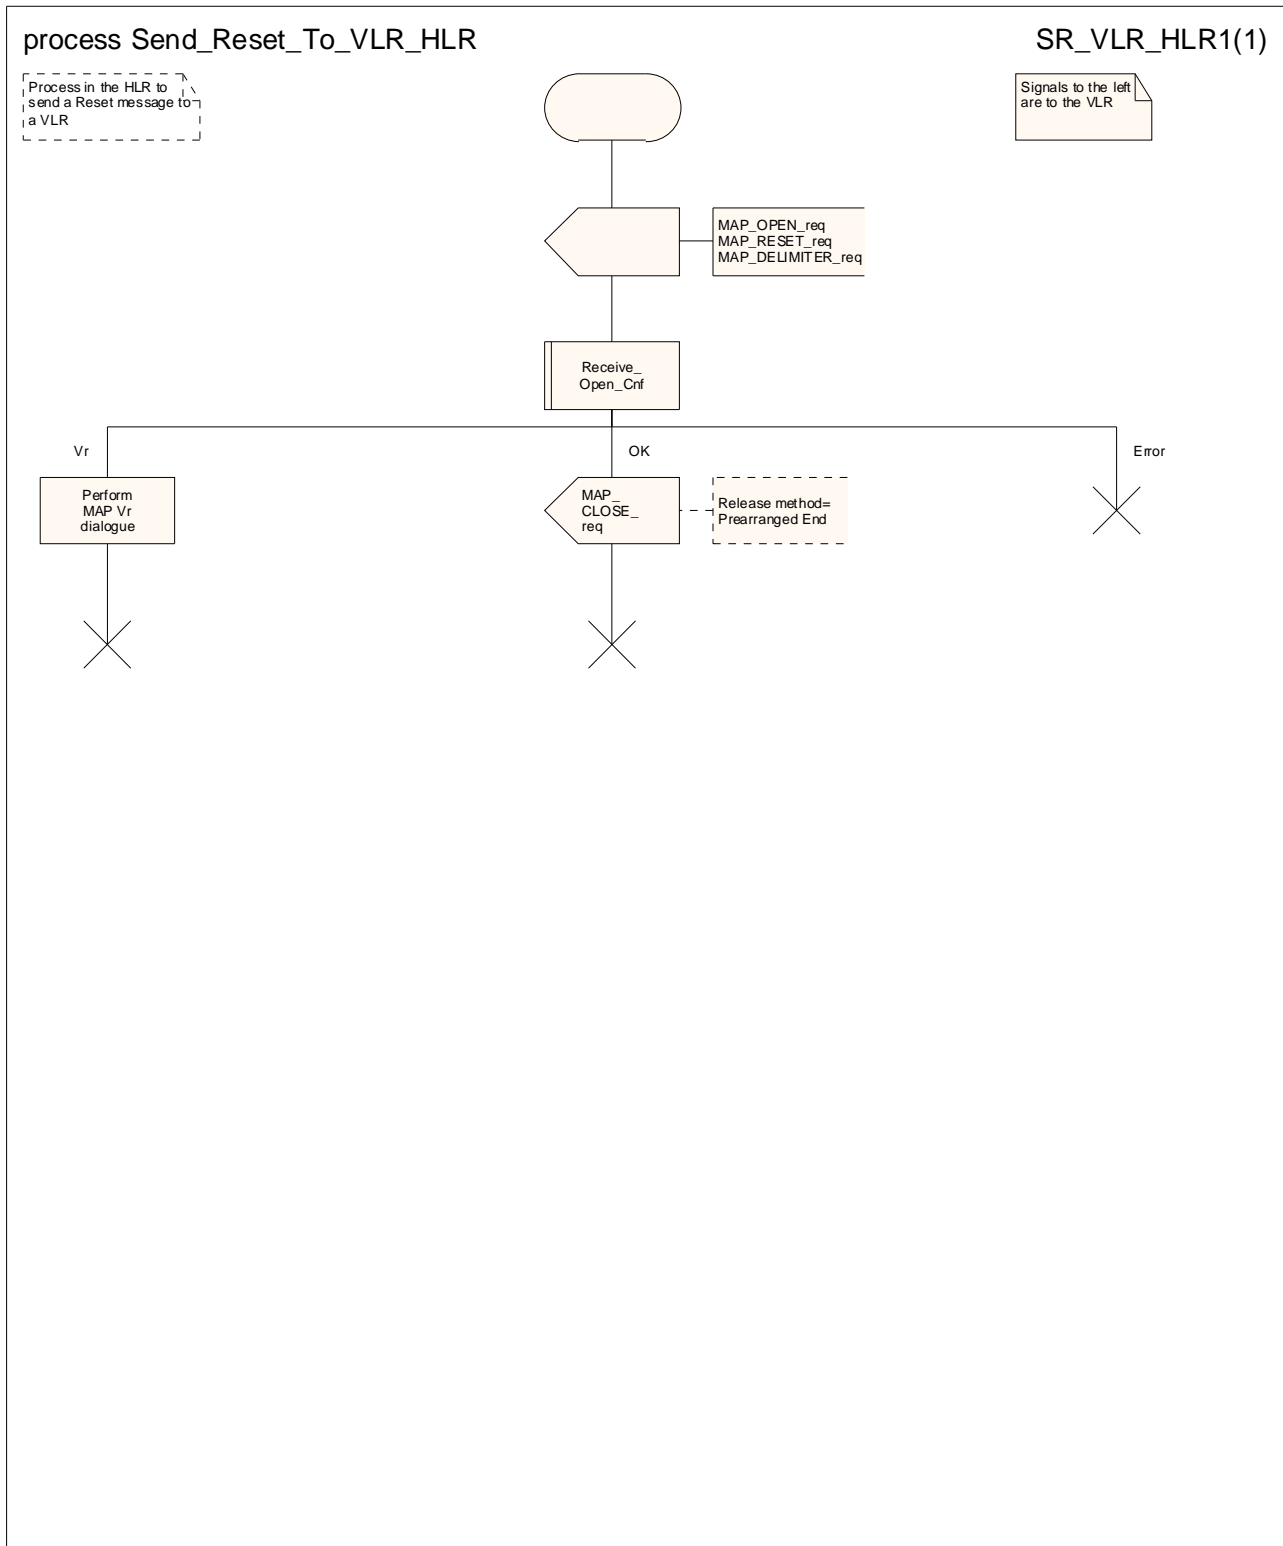 process Send_Reset_To_VLR_HLR
SR_VLR_HLR1(1)
Process in the HLR to
send a Reset message to
a VLR
Signals to the left
are to the VLR
MAP_OPEN_req
MAP_RESET_req
MAP_DELIMITER_req
Receive_
Open_Cnf
Vr
OK
Error
Perform
MAP Vr
dialogue
MAP_
CLOSE_
req
Release method=
Prearranged End